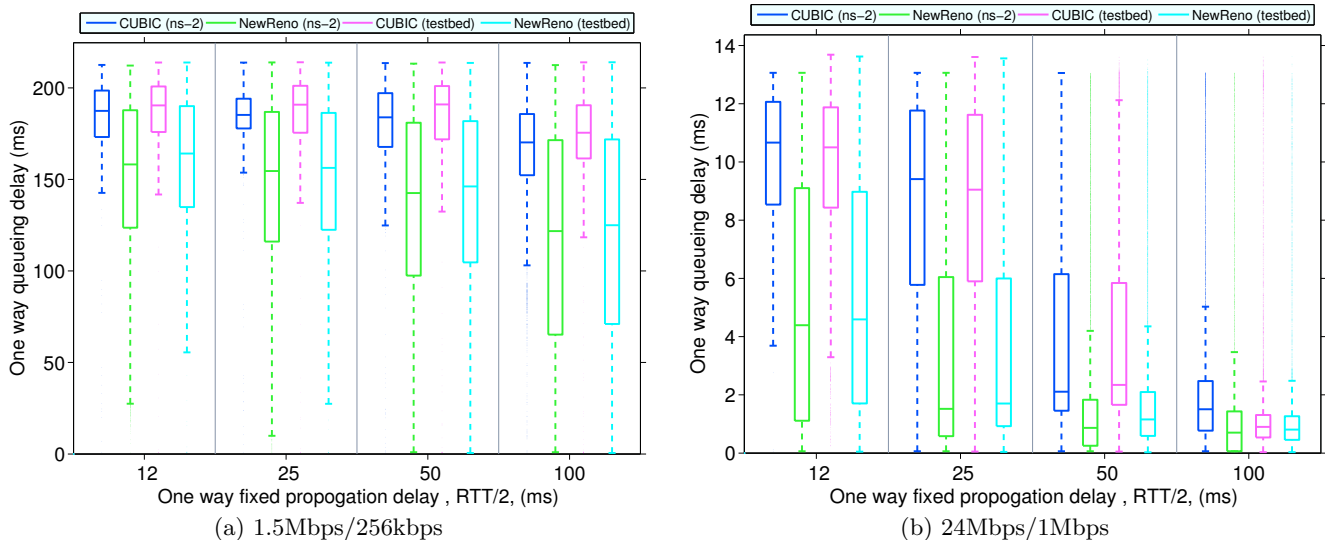 CUBIC (ns-2) NewReno (ns-2) CUBIC (testbed) NewReno (testbed)
200
150
100
50
0
One way queueing delay (ms)
12 25 50 100
One way fixed propogation delay , RTT/2, (ms)
(a) 1.5Mbps/256kbps
CUBIC (ns-2) NewReno (ns-2) CUBIC (testbed) NewReno (testbed)
14
12
10
8
6
4
2
0
One way queueing delay (ms)
12 25 50 100
One way fixed propogation delay , RTT/2, (ms)
(b) 24Mbps/1Mbps